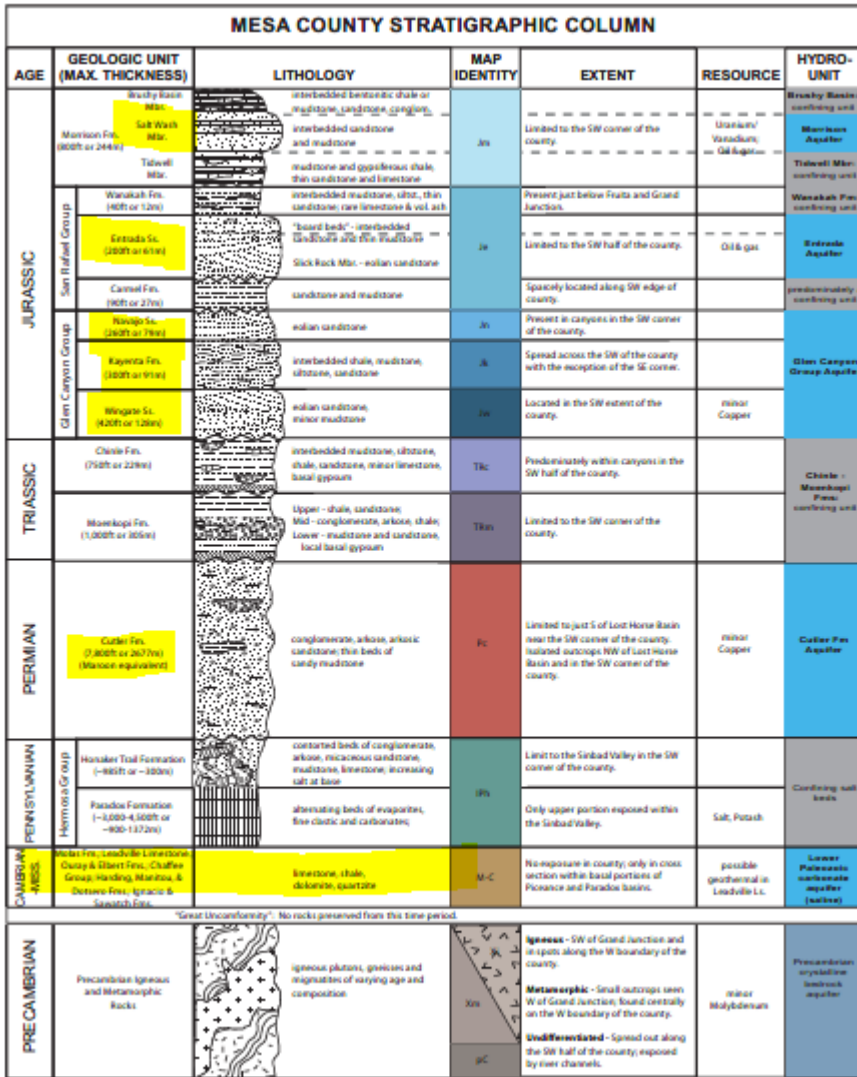 MESA COUNTY STRATIGRAPHIC COLUMN
AGE
GEOLOGIC UNIT
(MAX. THICKNESS)
LITHOLOGY
MAP
IDENTITY
EXTENT
RESOURCE
HYDRO-
UNIT
JURASSIC
Morrison Fm.
(800ft or 244m)
Brushy Basin
Mbr.
interbedded bentonitic shale or
mudstone, sandstone, conglom.
Salt Wash
Mbr.
interbedded sandstone
and mudstone
Tidwell
Mbr.
mudstone and gypsiferous shale,
thin sandstone and limestone
Jm
Limited to the SW corner of the
county.
Uranium/
Vanadium;
Oil & gas
Brushy Basin
confining unit
Morrison
Aquifer
Tidwell Mbr.
confining unit
San Rafael Group
Wanakah Fm.
(40ft or 12m)
interbedded mudstone, siltst., thin
sandstone; rare limestone & vol. ash
Present just below Fruita and Grand
Junction.
Wanakah Fm.
confining unit
Entrada Ss.
(200ft or 61m)
"board beds" - interbedded
sandstone and thin mudstone
Slick Rock Mbr. - eolian sandstone
Je
Limited to the SW half of the county.
Oil & gas
Entrada
Aquifer
Carmel Fm.
(90ft or 27m)
sandstone and mudstone
Sparcely located along SW edge of
county.
predominately
confining unit
Glen Canyon Group
Navajo Ss.
(260ft or 79m)
eolian sandstone
Jn
Present in canyons in the SW corner
of the county.
Kayenta Fm.
(300ft or 91m)
interbedded shale, mudstone,
siltstone, sandstone
Jk
Spread across the SW of the county
with the exception of the SE corner.
Glen Canyon
Group Aquifer
Wingate Ss.
(420ft or 128m)
eolian sandstone,
minor mudstone
Jw
Located in the SW extent of the
county.
minor
Copper
TRIASSIC
Chinle Fm.
(750ft or 229m)
interbedded mudstone, siltstone,
shale, sandstone, minor limestone,
basal gypsum
TRc
Predominately within canyons in the
SW half of the county.
Chinle -
Moenkopi
Fms:
confining unit
Moenkopi Fm.
(1,000ft or 305m)
Upper - shale, sandstone;
Mid - conglomerate, arkose, shale;
Lower - mudstone and sandstone,
local basal gypsum
TRm
Limited to the SW corner of the
county.
PERMIAN
Cutler Fm.
(7,800ft or 2677m)
(Maroon equivalent)
conglomerate, arkose, arkosic
sandstone; thin beds of
sandy mudstone
Pc
Limited to just S of Lost Horse Basin
near the SW corner of the county.
Isolated outcrops NW of Lost Horse
Basin and in the SW corner of the
county.
minor
Copper
Cutler Fm
Aquifer
PENNSYLVANIAN
Hermosa Group
Honaker Trail Formation
(~985ft or ~300m)
contorted beds of conglomerate,
arkose, micaceous sandstone,
mudstone, limestone; increasing
salt at base
IPh
Limit to the Sinbad Valley in the SW
corner of the county.
Confining salt
beds
Paradox Formation
(~3,000-4,500ft or
~900-1372m)
alternating beds of evaporites,
fine clastic and carbonates;
Only upper portion exposed within
the Sinbad Valley.
Salt, Potash
CAMBRIAN
-MISS.
Molas Fm.; Leadville Limestone;
Ouray & Elbert Fms.; Chaffee
Group; Harding, Manitou, &
Dotsero Fms; Ignacio &
Sawatch Fms.
limestone, shale,
dolomite, quartzite
M-C
No exposure in county; only in cross
section within basal portions of
Piceance and Paradox basins.
possible
geothermal in
Leadville Ls.
Lower
Paleozoic
carbonate
aquifer
(saline)
"Great Uncomformity": No rocks preserved from this time period.
PRECAMBRIAN
Precambrian Igneous
and Metamorphic
Rocks
igneous plutons, gneisses and
migmatites of varying age and
composition
Xm
pC
Igneous - SW of Grand Junction and
in spots along the W boundary of the
county.
Metamorphic - Small outcrops seen
W of Grand Junction; found centrally
on the W boundary of the county.
Undifferentiated - Spread out along
the SW half of the county; exposed
by river channels.
minor
Molybdenum
Precambrian
crystalline
bedrock
aquifer